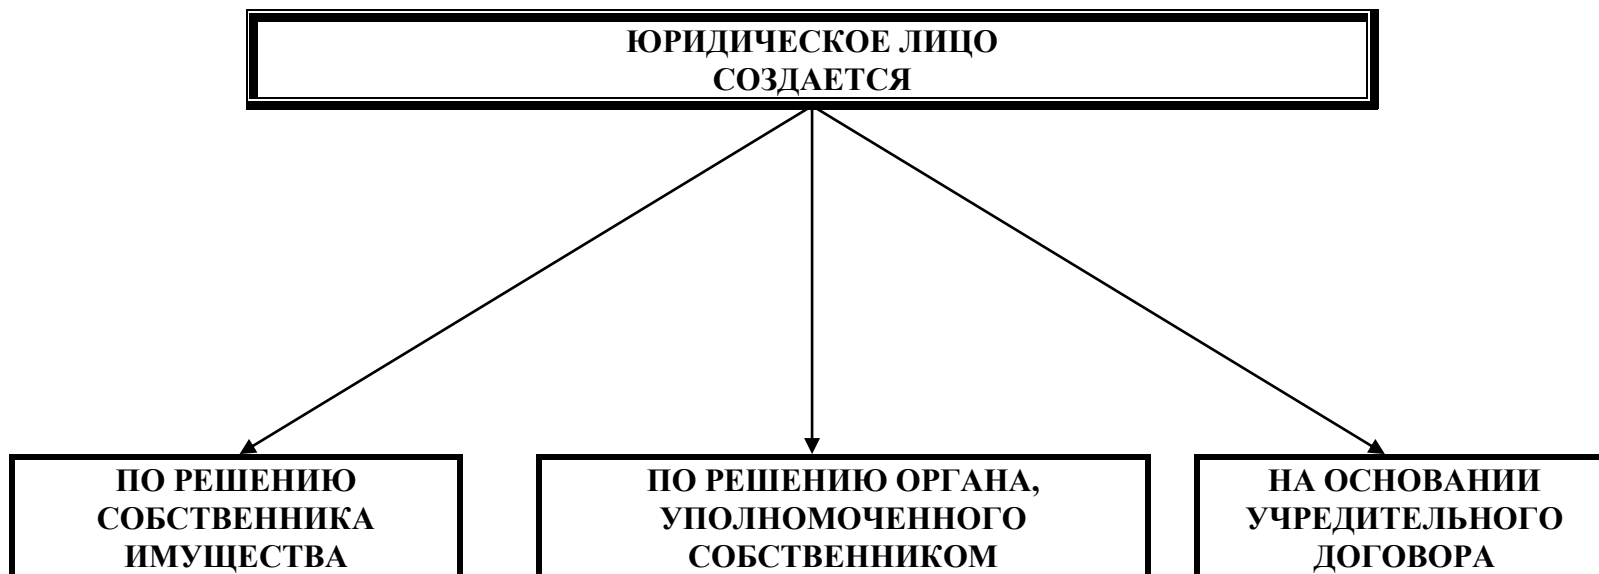 ЮРИДИЧЕСКОЕ ЛИЦО
СОЗДАЕТСЯ
ПО РЕШЕНИЮ
СОБСТВЕННИКА
ИМУЩЕСТВА
ПО РЕШЕНИЮ ОРГАНА,
УПОЛНОМОЧЕННОГО
СОБСТВЕННИКОМ
НА ОСНОВАНИИ
УЧРЕДИТЕЛЬНОГО
ДОГОВОРА